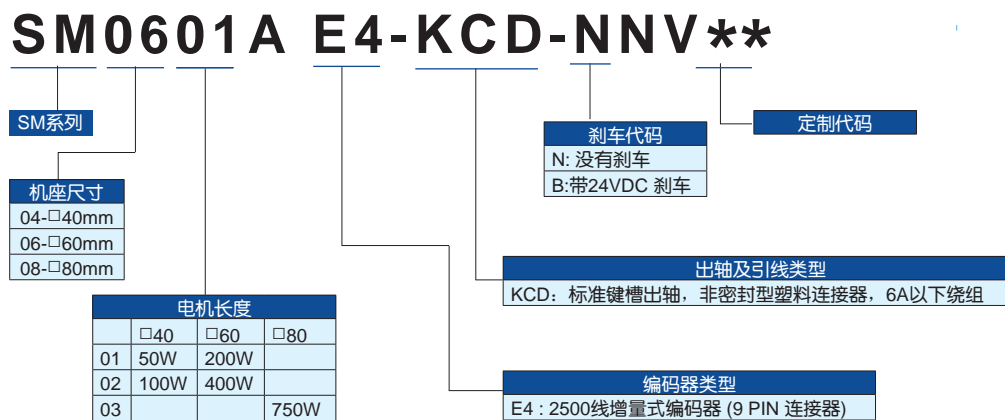 SM0601A E4-KCD-NNV**
SM系列
刹车代码
N: 没有刹车
B:带24VDC 刹车
定制代码
机座尺寸
04-□40mm
06-□60mm
08-□80mm
出轴及引线类型
KCD：标准键槽出轴，非密封型塑料连接器，6A以下绕组
电机长度
□40 □60 □80
01 50W 200W
02 100W 400W
03 750W
编码器类型
E4 : 2500线增量式编码器 (9 PIN 连接器)